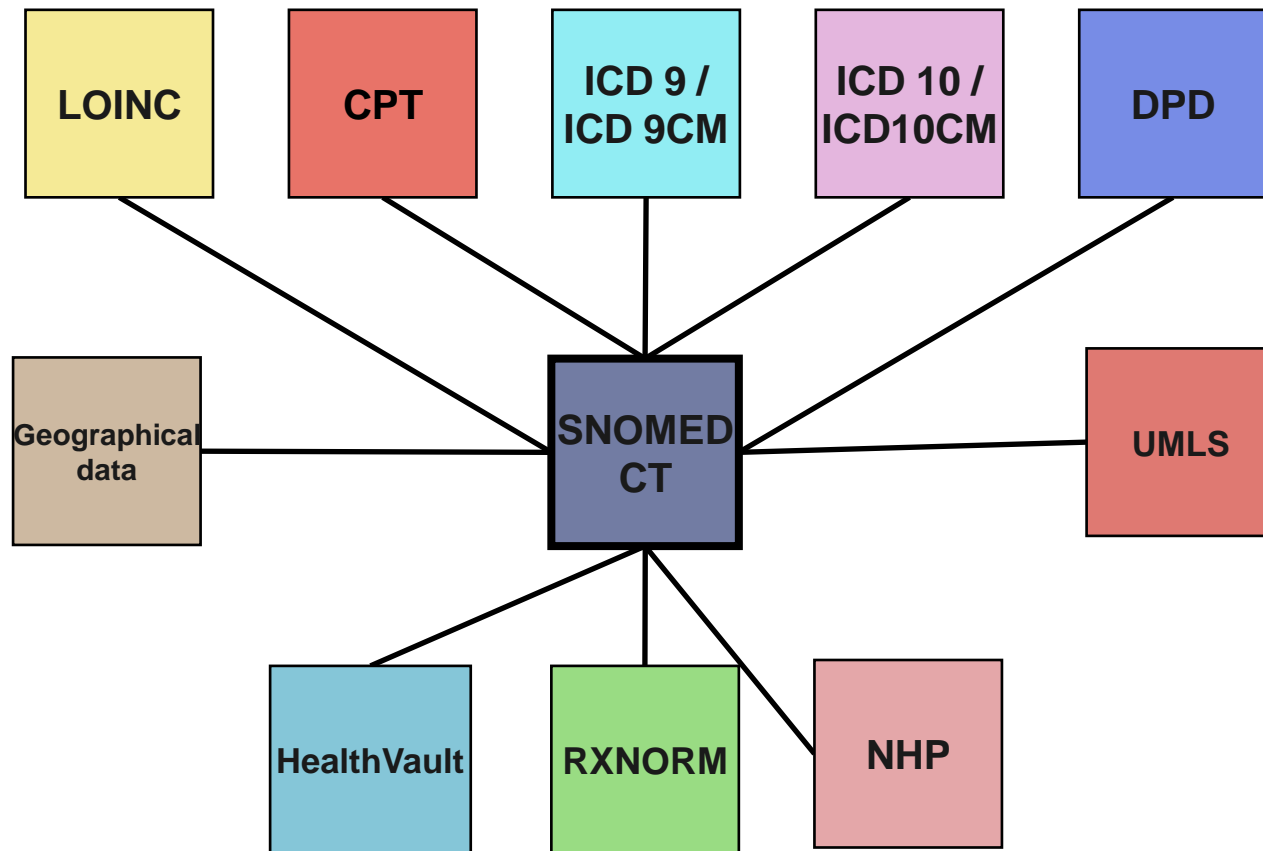 LOINC
CPT
ICD 9 /
ICD 9CM
ICD 10 /
ICD10CM
DPD
Geographical
data
SNOMED
CT
UMLS
HealthVault
RXNORM
NHP